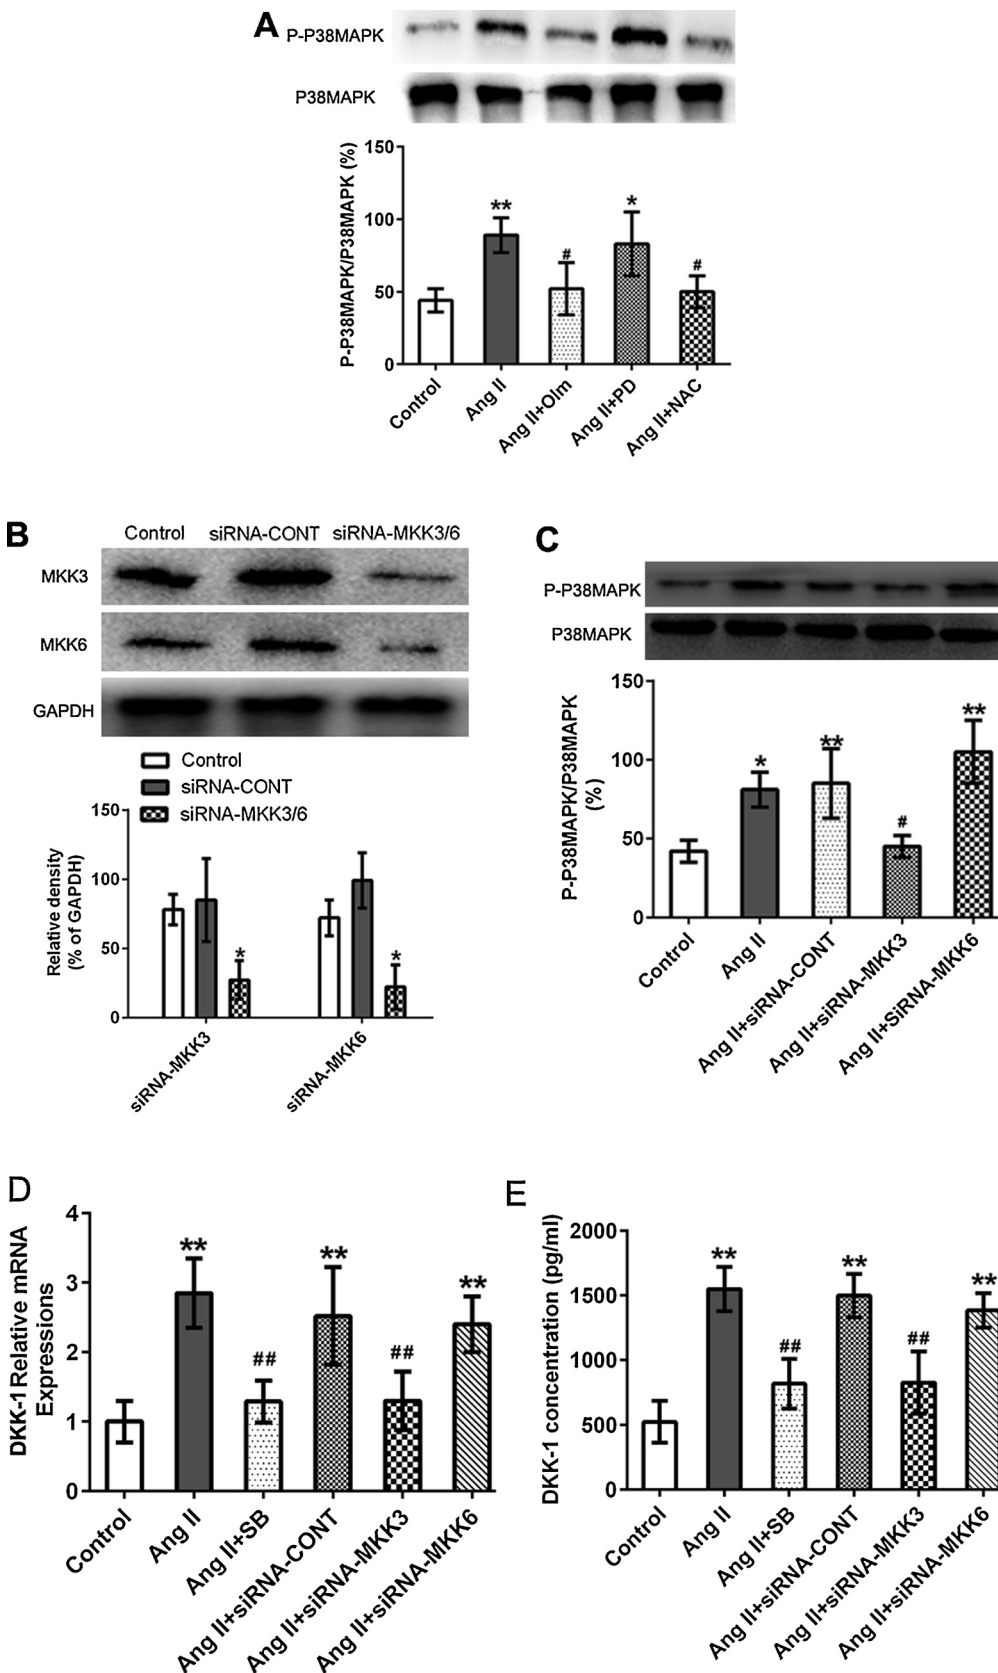 A
P-P38MAPK
P38MAPK
P-P38MAPK/P38MAPK (%)
150
100
50
0
**
#
*
#
Control
Ang II
Ang II+Olm
Ang II+PD
Ang II+NAC
B
Control siRNA-CONT siRNA-MKK3/6
MKK3
MKK6
GAPDH
Control
siRNA-CONT
siRNA-MKK3/6
Relative density
(% of GAPDH)
150
100
50
0
*
*
siRNA-MKK3
siRNA-MKK6
C
P-P38MAPK
P38MAPK
P-P38MAPK/P38MAPK
(%)
150
100
50
0
*
**
#
**
Control
Ang II
Ang II+siRNA-CONT
Ang II+siRNA-MKK3
Ang II+SiRNA-MKK6
D
DKK-1 Relative mRNA
Expressions
4
3
2
1
0
**
##
**
##
**
Control
Ang II
Ang II+SB
Ang II+siRNA-CONT
Ang II+siRNA-MKK3
Ang II+siRNA-MKK6
E
DKK-1 concentration (pg/ml)
2000
1500
1000
500
0
**
##
**
##
**
Control
Ang II
Ang II+SB
Ang II+siRNA-CONT
Ang II+siRNA-MKK3
Ang II+siRNA-MKK6